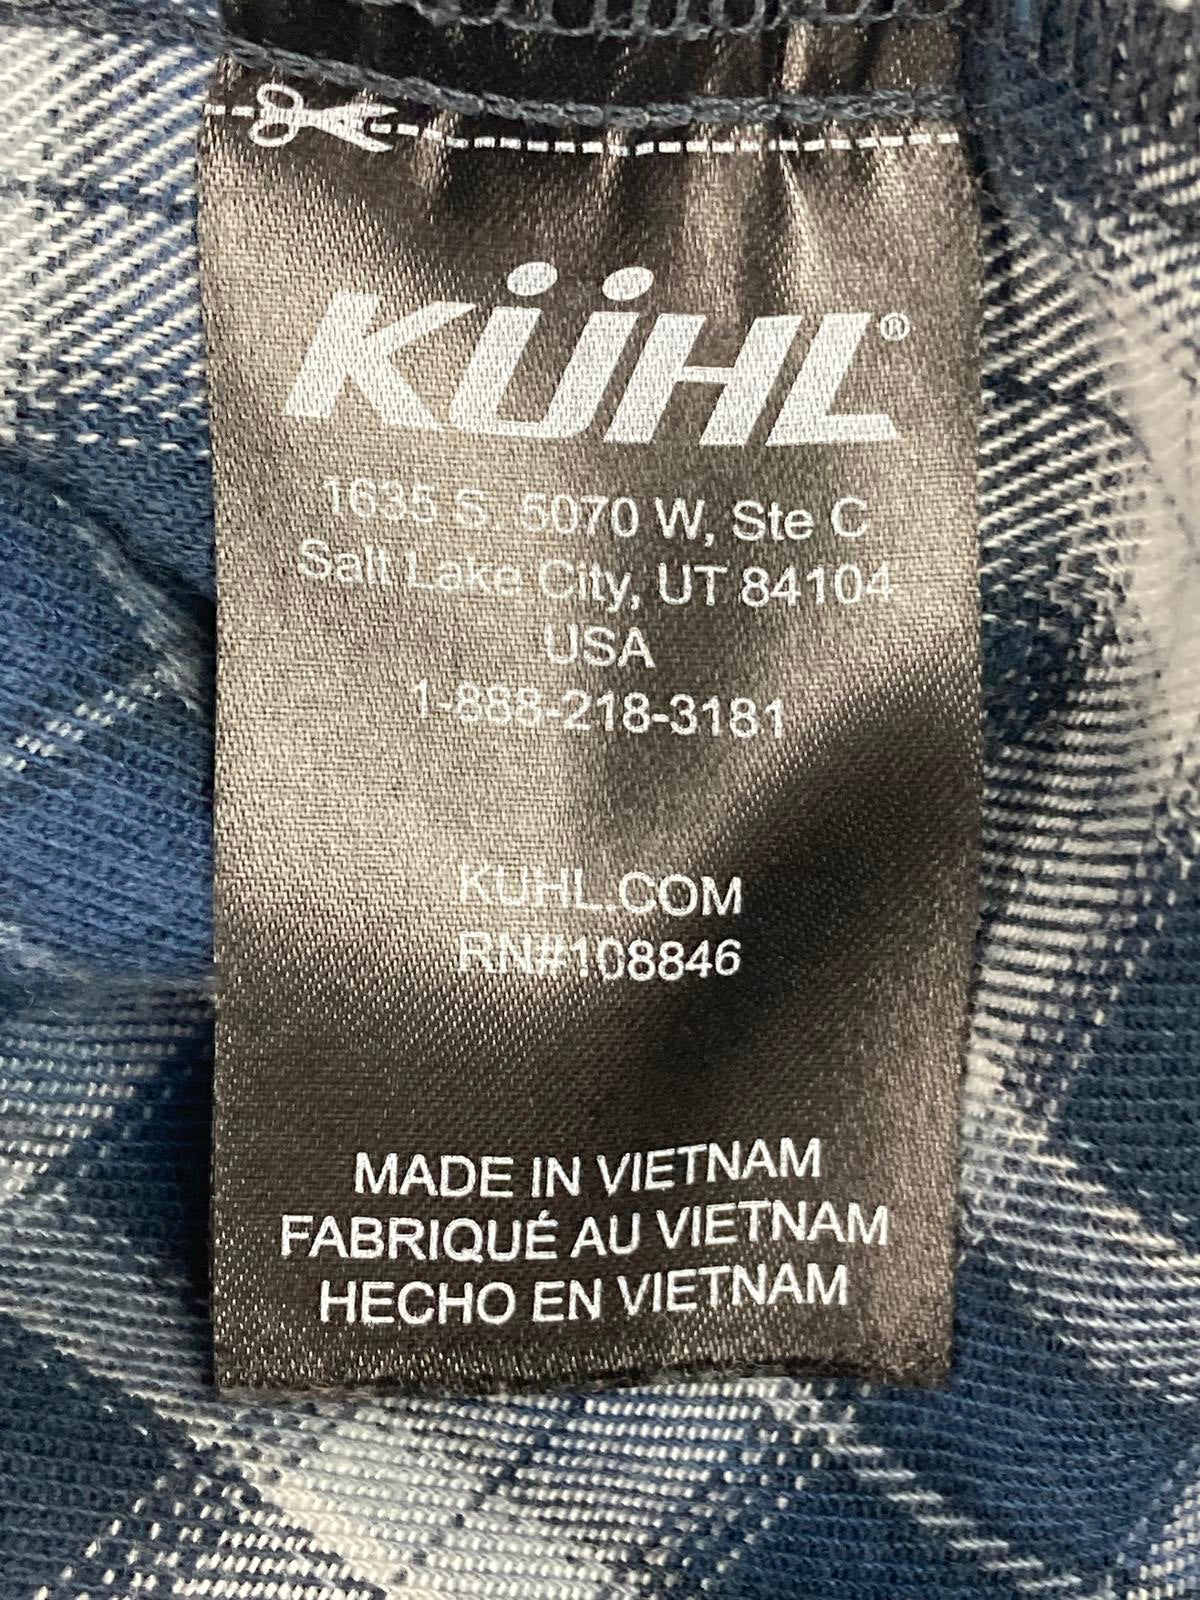 KÜHL®
1635 S. 5070 W, Ste C
Salt Lake City, UT 84104
USA
1-888-218-3181
KUHL.COM
RN#108846
MADE IN VIETNAM
FABRIQUÉ AU VIETNAM
HECHO EN VIETNAM